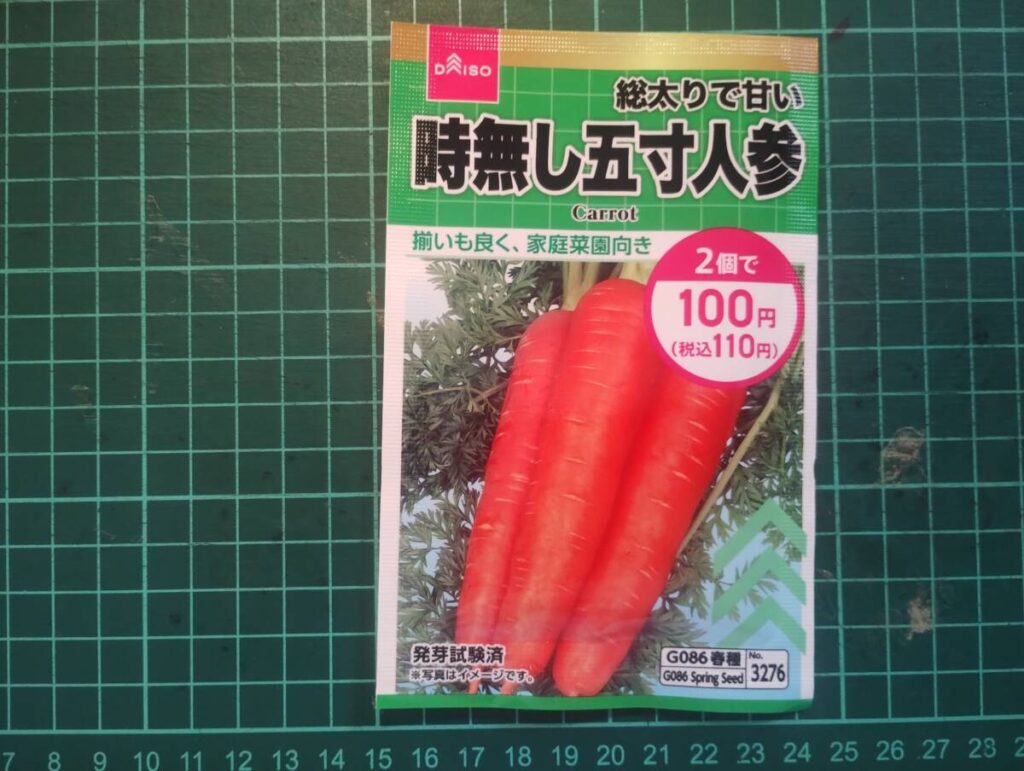 DAISO
総太りで甘い
時無し五寸人参
Carrot
揃いも良く、家庭菜園向き
2個で
100円
(税込110円)
発芽試験済
※写真はイメージです。
G086 春種
G086 Spring Seed
No.
3276
7 8 9 10 11 12 13 14 15 16 17 18 19 20 21 22 23 24 25 26 27 28